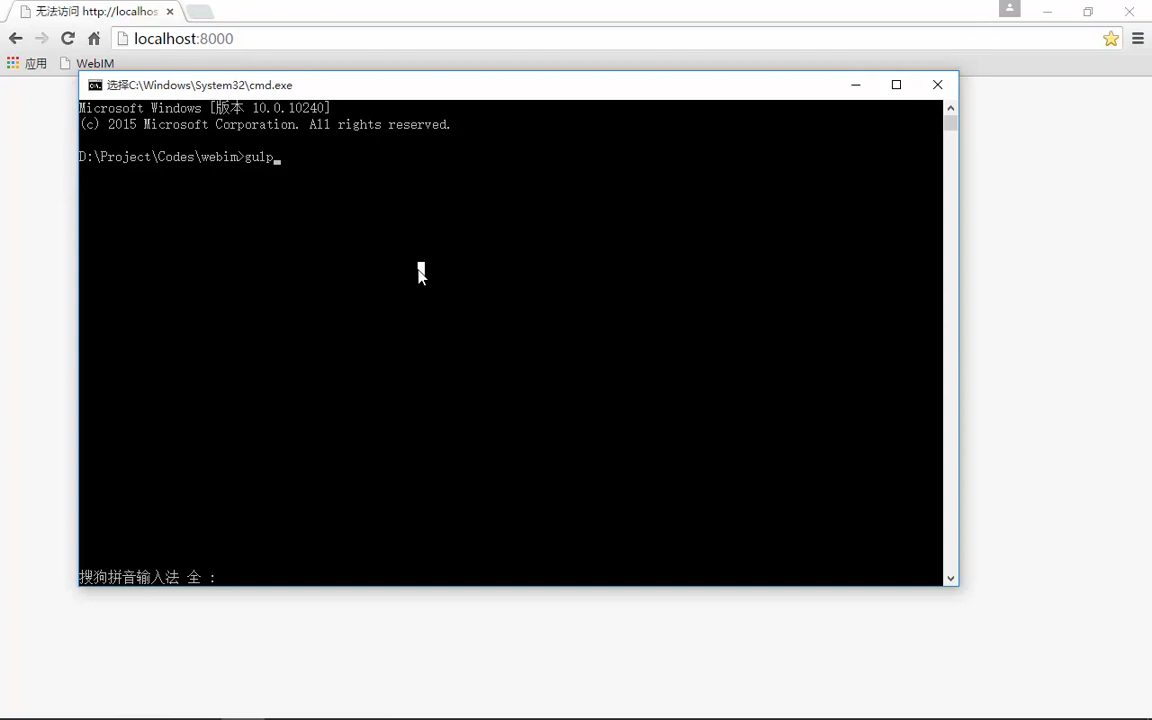 无法访问 http://localhos
localhost:8000
应用 WebIM
选择C:\Windows\System32\cmd.exe
Microsoft Windows [版本 10.0.10240]
(c) 2015 Microsoft Corporation. All rights reserved.
D:\Project\Codes\webim>gulp
搜狗拼音输入法 全 :